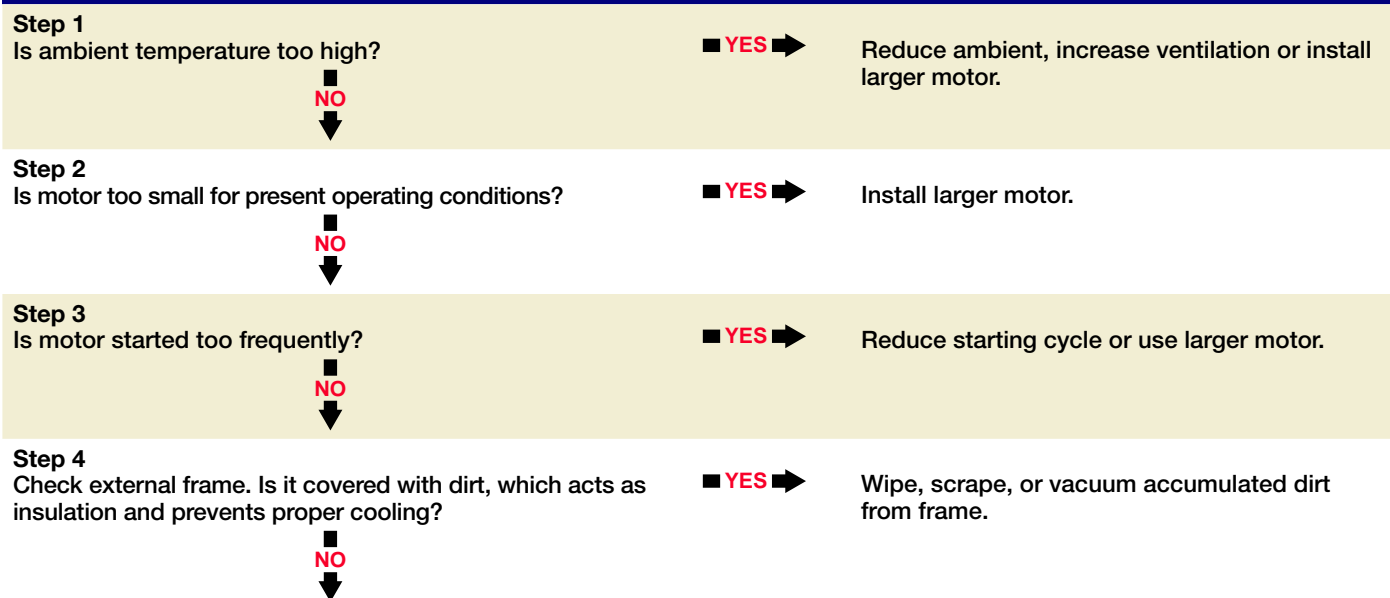 Step 1
Is ambient temperature too high?
YES
Reduce ambient, increase ventilation or install
larger motor.
NO
Step 2
Is motor too small for present operating conditions?
YES
Install larger motor.
NO
Step 3
Is motor started too frequently?
YES
Reduce starting cycle or use larger motor.
NO
Step 4
Check external frame. Is it covered with dirt, which acts as
insulation and prevents proper cooling?
YES
Wipe, scrape, or vacuum accumulated dirt
from frame.
NO